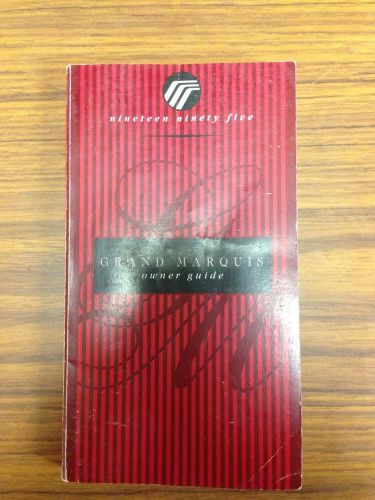 nineteen ninety five
GRAND MARQUIS
owner guide